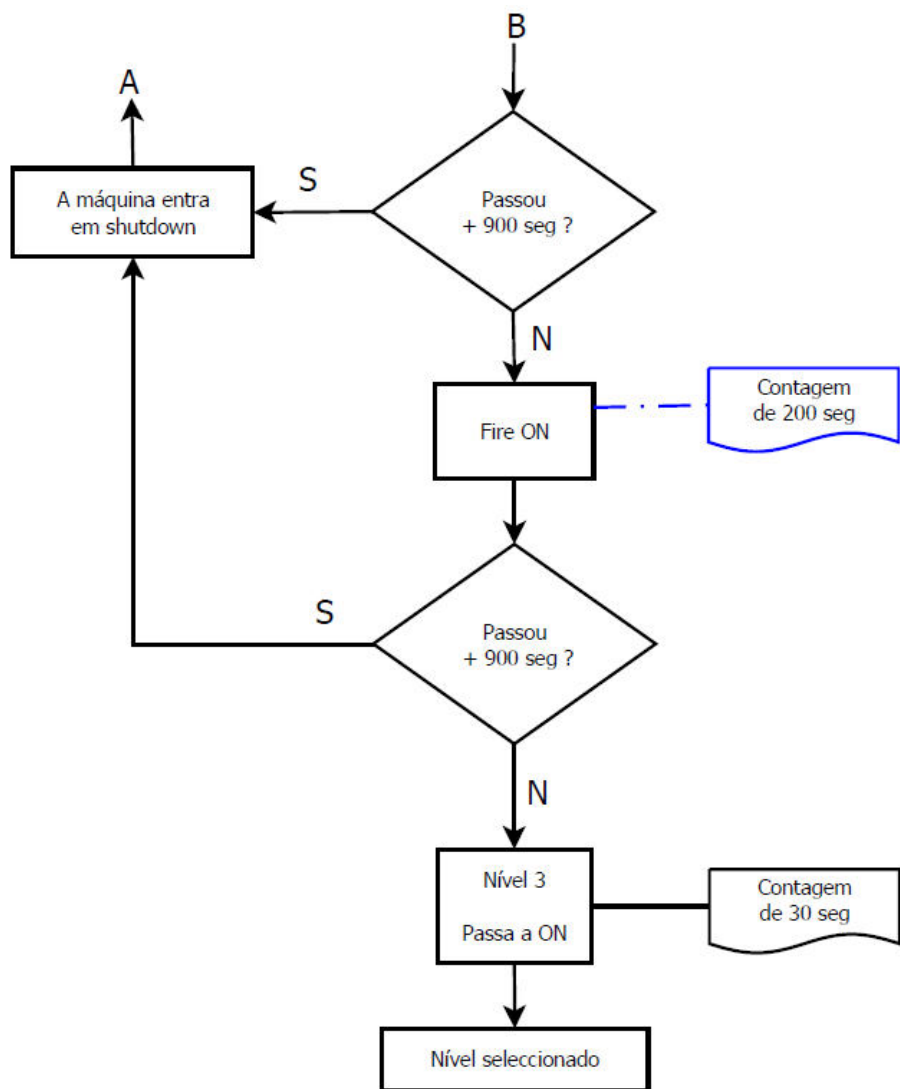 B
A
S
A máquina entra
em shutdown
Passou
+ 900 seg ?
N
Fire ON
Contagem
de 200 seg
S
Passou
+ 900 seg ?
N
Nível 3
Passa a ON
Contagem
de 30 seg
Nível seleccionado